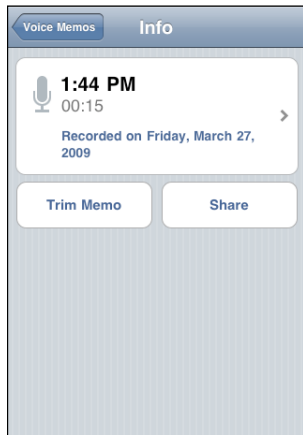 Voice Memos
Info
1:44 PM
00:15
Recorded on Friday, March 27,
2009
Trim Memo
Share